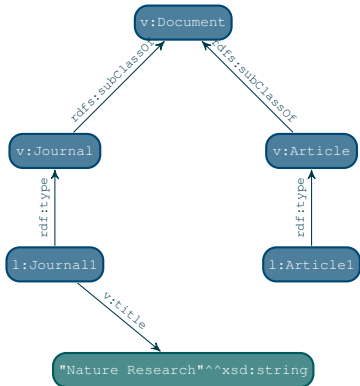 v:Document
rdfs:subClassOf
rdfs:subClassOf
v:Journal
v:Article
rdf:type
rdf:type
l:Journal1
l:Article1
v:title
"Nature Research"^^xsd:string